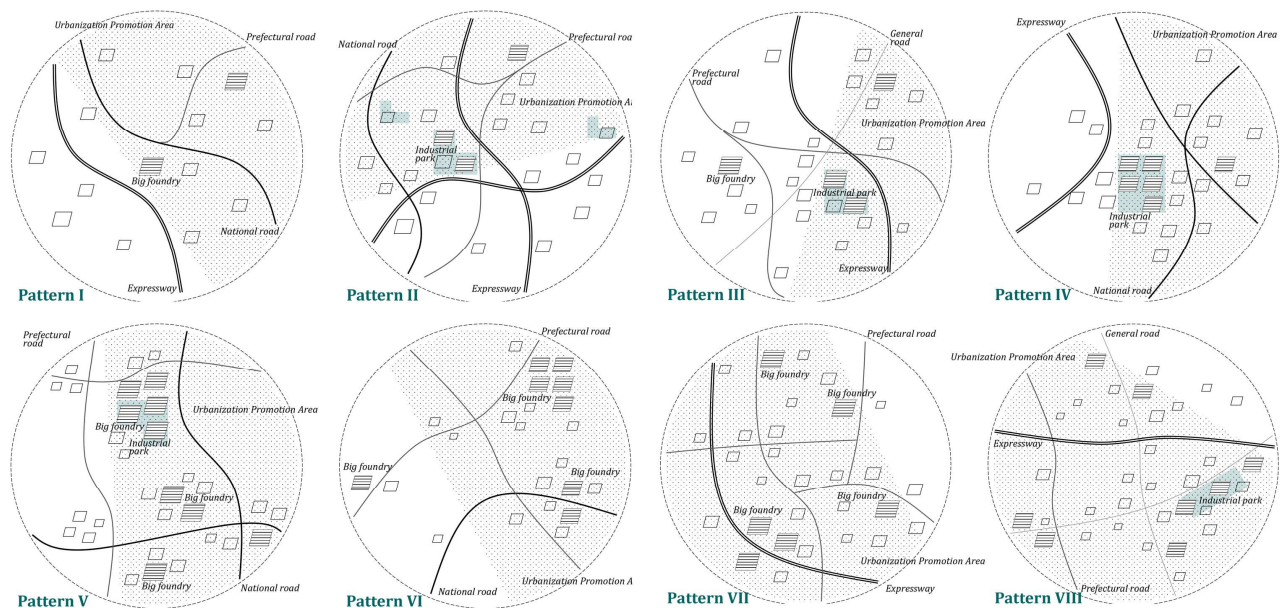 Urbanization Promotion Area
Prefectural road
Big foundry
National road
Expressway
Pattern I
National road
Prefectural roa
Urbanization Promotion A
Industrial
park
Expressway
Pattern II
General
road
Prefectural
road
Urbanization Promotion Area
Big foundry
Industrial park
Expressway
Pattern III
Expressway
Urbanization Promotion Area
Industrial
park
National road
Pattern IV
Prefectural
road
Urbanization Promotion Area
Big foundry
Industrial
park
Big foundry
Big foundry
National road
Pattern V
Prefectural road
Big foundry
Big foundry
Big foundry
National road
Urbanization Promotion A
Pattern VI
Prefectural road
Big foundry
Big foundry
Big foundry
Big foundry
Urbanization Promotion Area
Expressway
Pattern VII
General road
Urbanization Promotion Area
Expressway
Industrial park
Prefectural road
Pattern VIII